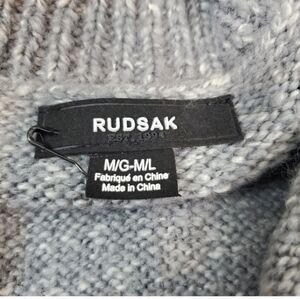 RUDSAK
EST. 1994
M/G-M/L
Fabriqué en Chine
Made in China